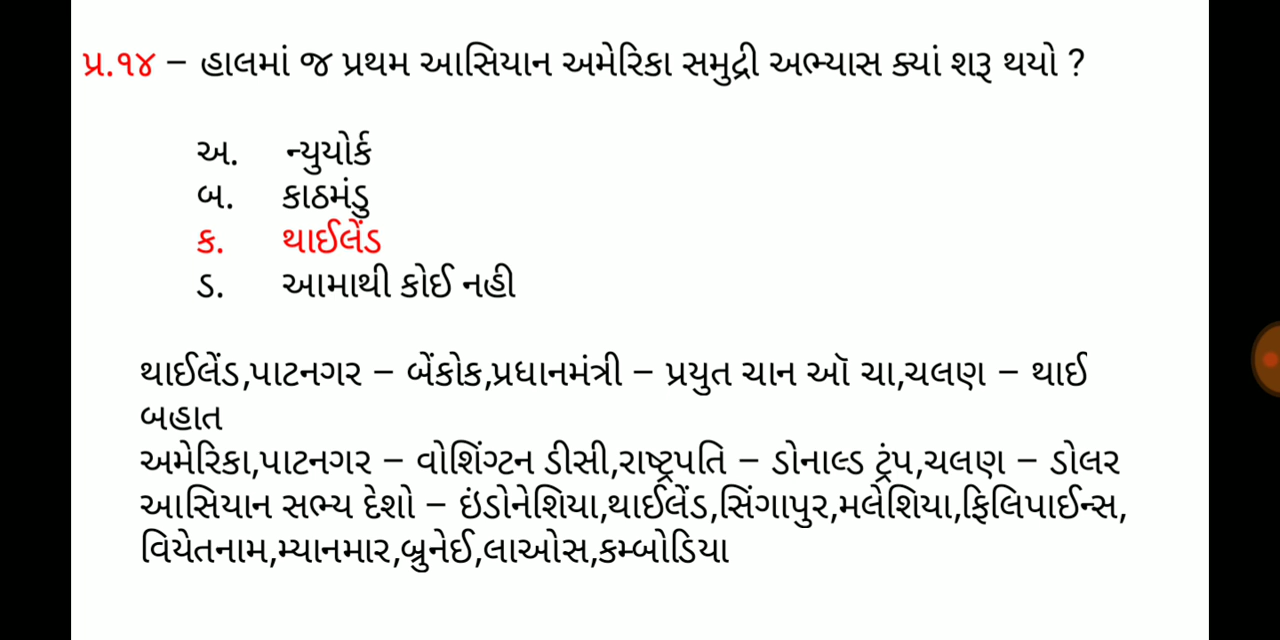 પ્ર.૧૪ – હાલમાં જ પ્રથમ આસિયાન અમેરિકા સમુદ્રી અભ્યાસ ક્યાં શરૂ થયો ?
અ. ન્યુયોર્ક
બ. કાઠમંડુ
ક. થાઈલેંડ
ડ. આમાથી કોઈ નહી
થાઈલેંડ,પાટનગર – બેંકોક,પ્રધાનમંત્રી – પ્રયુત ચાન ઑ ચા,ચલણ – થાઈ
બહાત
અમેરિકા,પાટનગર – વોશિંગ્ટન ડીસી,રાષ્ટ્રપતિ – ડોનાલ્ડ ટ્રંપ,ચલણ – ડોલર
આસિયાન સભ્ય દેશો – ઇંડોનેશિયા,થાઈલેંડ,સિંગાપુર,મલેશિયા,ફિલિપાઈન્સ,
વિયેતનામ,મ્યાનમાર,બ્રુનેઈ,લાઓસ,કમ્બોડિયા